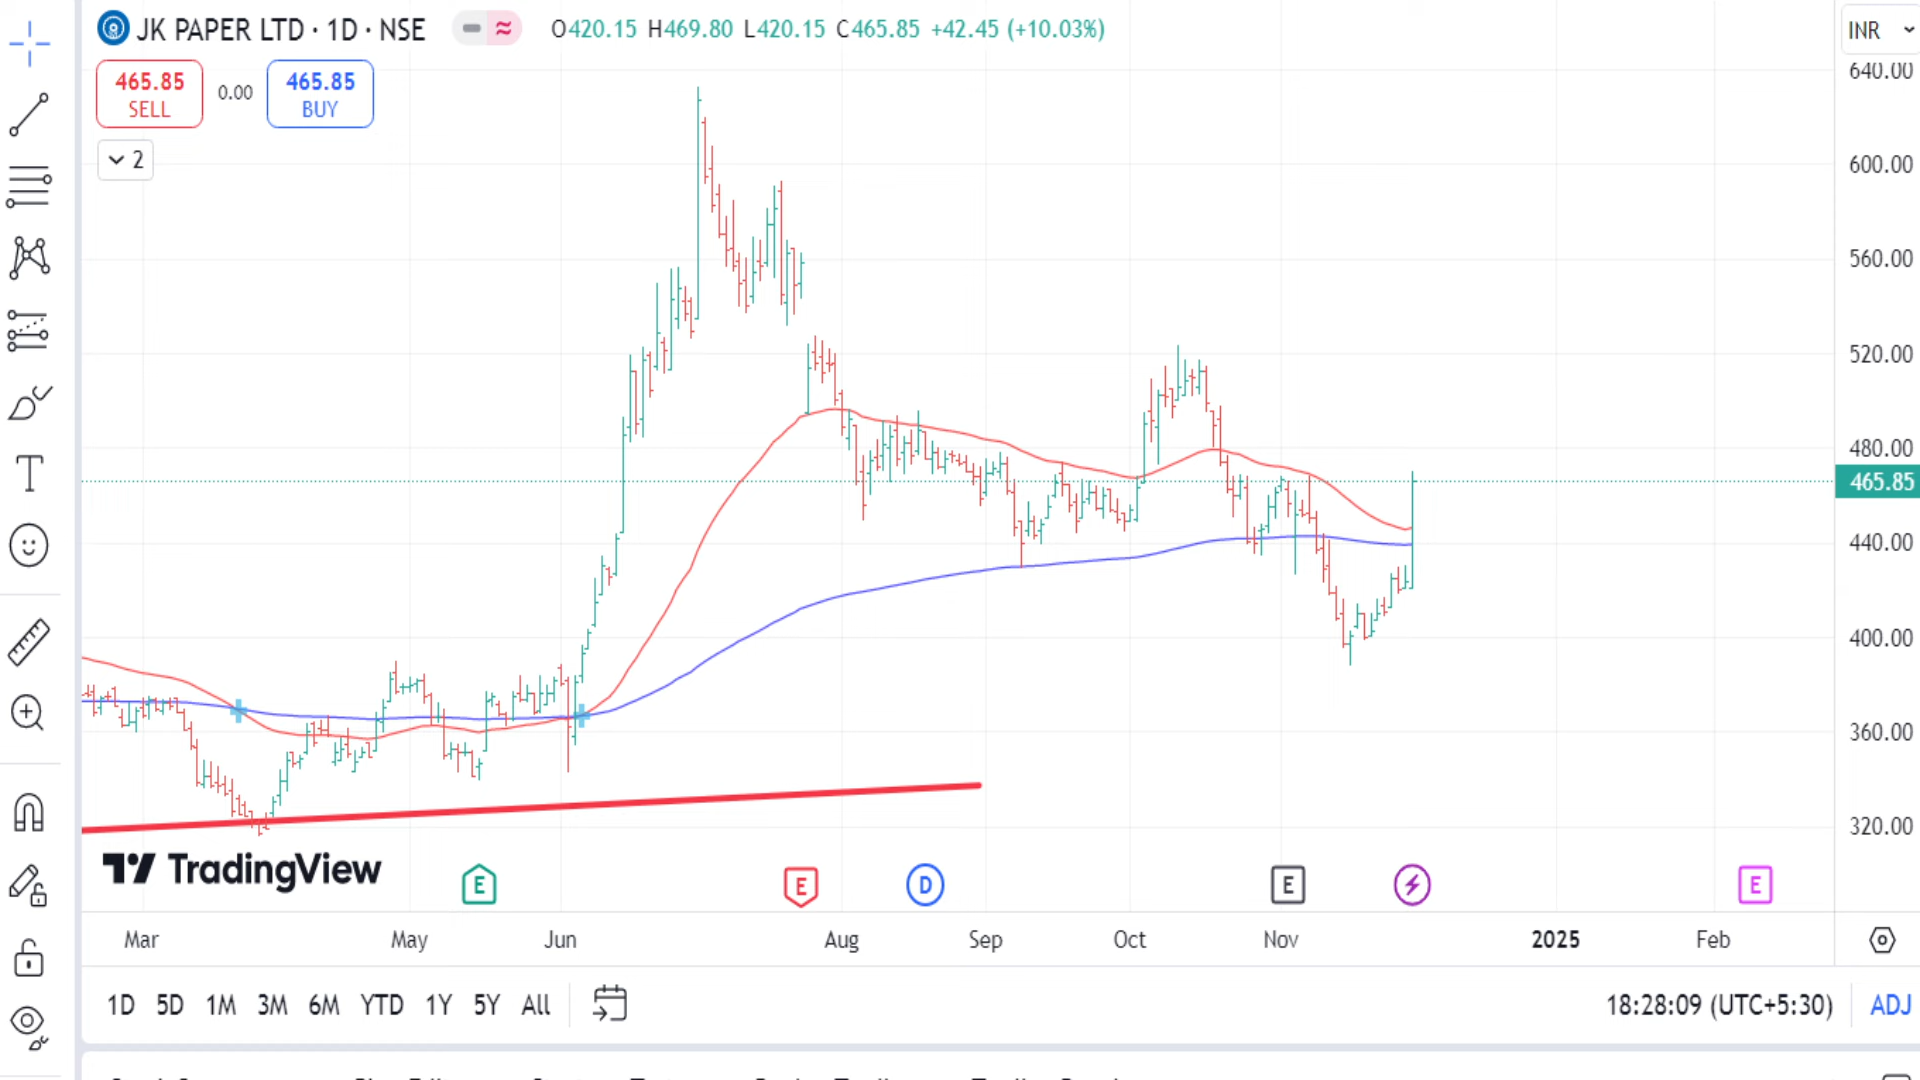 JK PAPER LTD · 1D · NSE
O420.15 H469.80 L420.15 C465.85 +42.45 (+10.03%)
INR
465.85
SELL
0.00
465.85
BUY
2
640.00
600.00
560.00
520.00
480.00
465.85
440.00
400.00
360.00
320.00
TradingView
E
E
D
E
E
Mar
May
Jun
Aug
Sep
Oct
Nov
2025
Feb
1D 5D 1M 3M 6M YTD 1Y 5Y All
18:28:09 (UTC+5:30)
ADJ